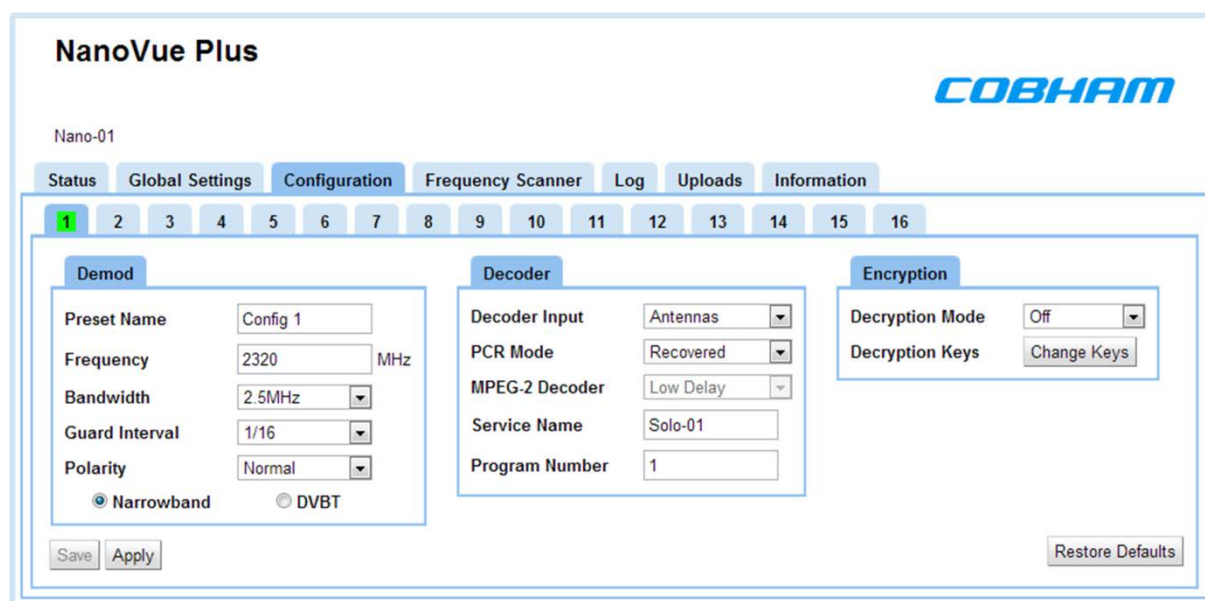 NanoVue Plus
COBHAM
Nano-01
Status Global Settings Configuration Frequency Scanner Log Uploads Information
1 2 3 4 5 6 7 8 9 10 11 12 13 14 15 16
Demod
Preset Name Config 1
Frequency 2320 MHz
Bandwidth 2.5MHz
Guard Interval 1/16
Polarity Normal
Narrowband DVBT
Decoder
Decoder Input Antennas
PCR Mode Recovered
MPEG-2 Decoder Low Delay
Service Name Solo-01
Program Number 1
Encryption
Decryption Mode Off
Decryption Keys Change Keys
Save Apply
Restore Defaults